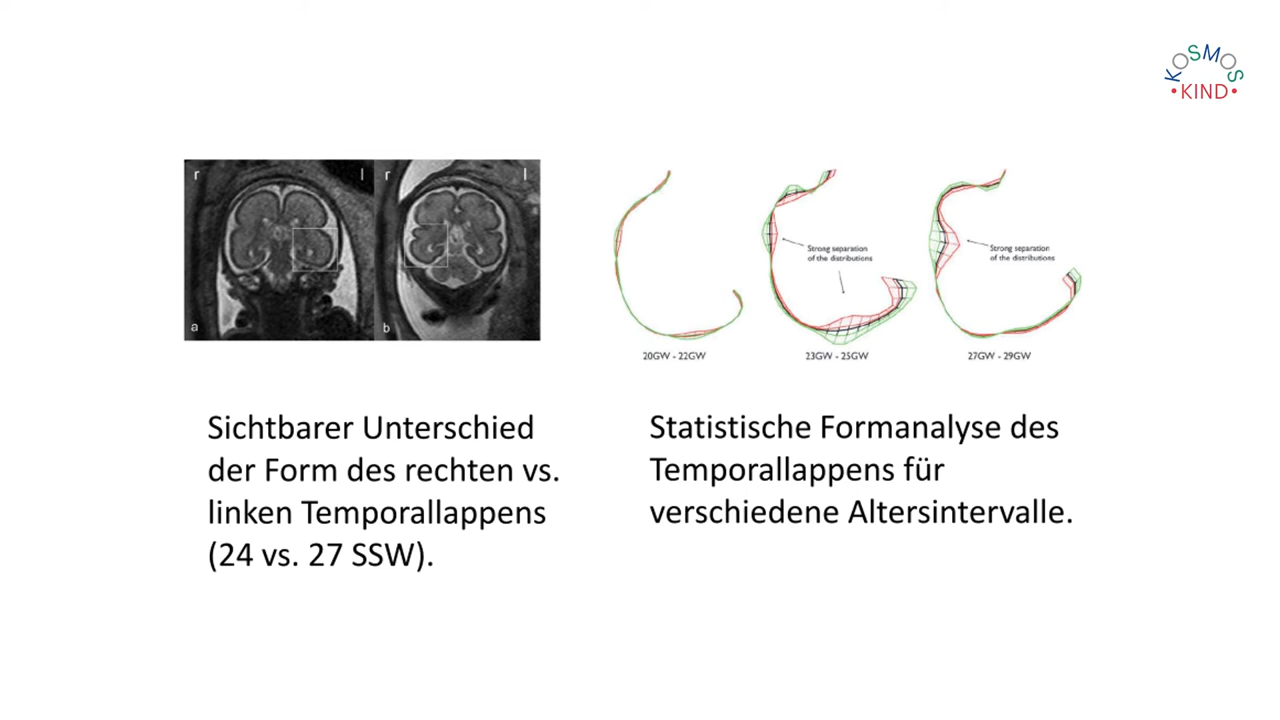 KOSMOS
•KIND•
r
l
r
l
a
b
Strong separation
of the distributions
Strong separation
of the distributions
20GW - 22GW
23GW - 25GW
27GW - 29GW
Sichtbarer Unterschied
der Form des rechten vs.
linken Temporallappens
(24 vs. 27 SSW).
Statistische Formanalyse des
Temporallappens für
verschiedene Altersintervalle.